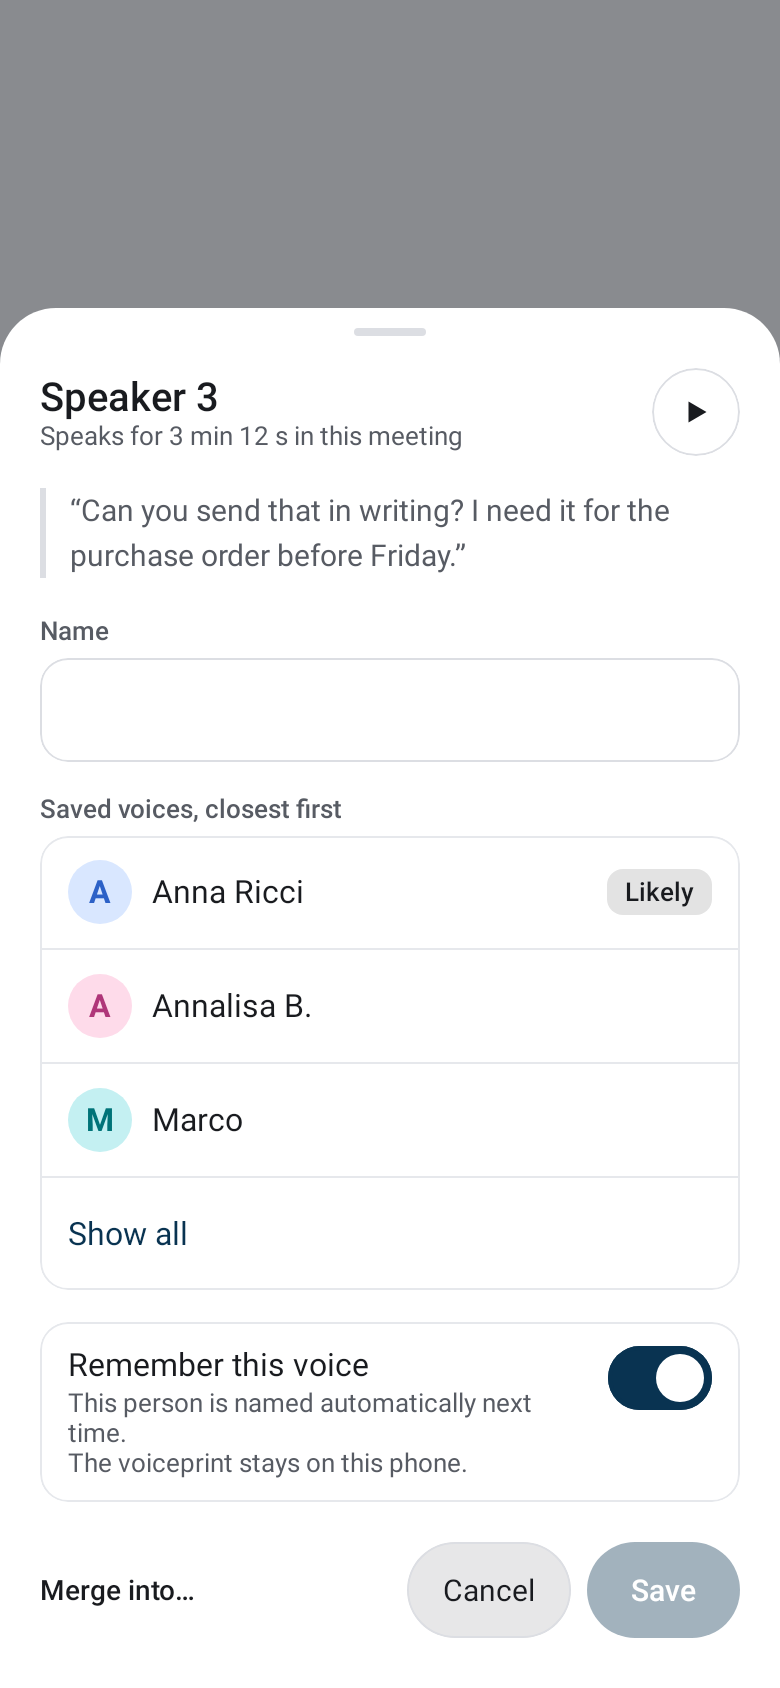 Speaker 3
Speaks for 3 min 12 s in this meeting
“Can you send that in writing? I need it for the
purchase order before Friday.”
Name
Saved voices, closest first
A Anna Ricci Likely
A Annalisa B.
M Marco
Show all
Remember this voice
This person is named automatically next
time.
The voiceprint stays on this phone.
Merge into… Cancel Save